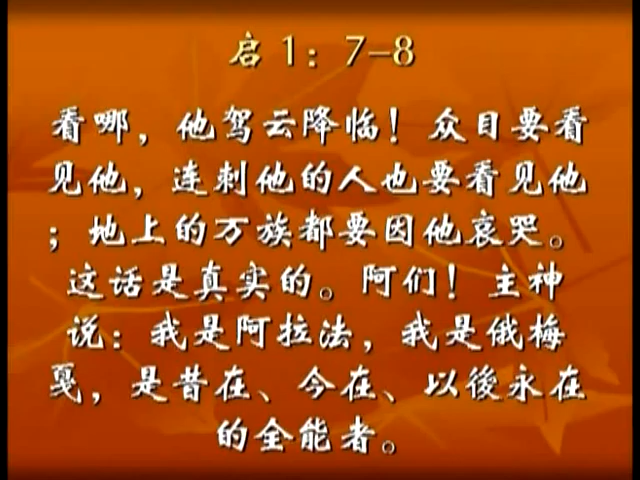 启 1：7-8
看哪，他驾云降临！众目要看
见他，连刺他的人也要看见他
；地上的万族都要因他哀哭。
这话是真实的。阿们！主神
说：我是阿拉法，我是俄梅
戛，是昔在、今在、以後永在
的全能者。